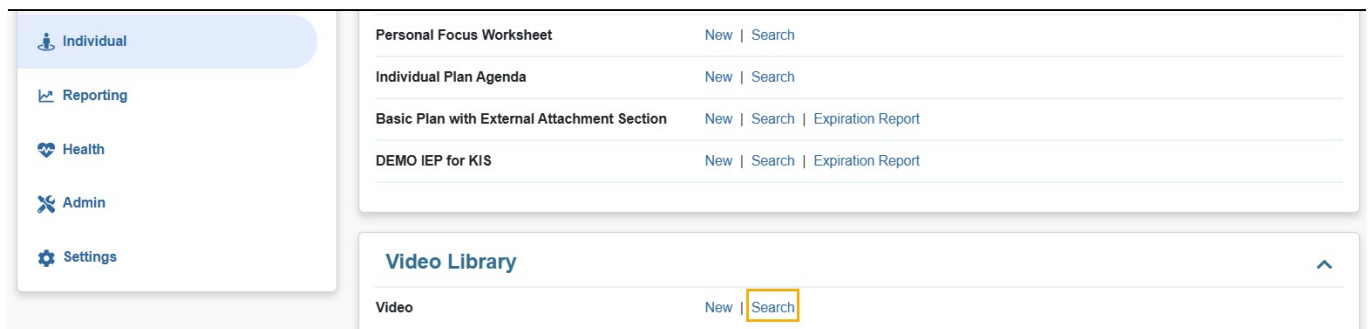 Individual
Reporting
Health
Admin
Settings
Personal Focus Worksheet New | Search
Individual Plan Agenda New | Search
Basic Plan with External Attachment Section New | Search | Expiration Report
DEMO IEP for KIS New | Search | Expiration Report
Video Library
Video New | Search